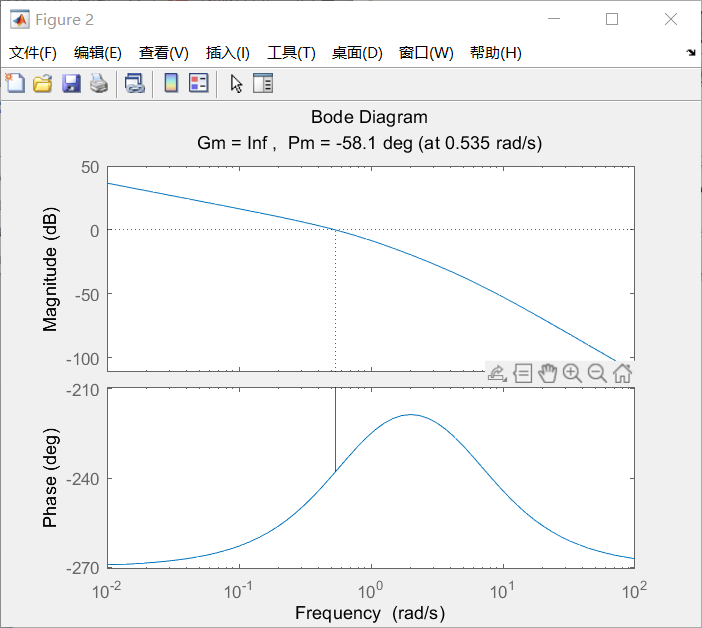 Figure 2
文件(F) 编辑(E) 查看(V) 插入(I) 工具(T) 桌面(D) 窗口(W) 帮助(H)
Bode Diagram
Gm = Inf , Pm = -58.1 deg (at 0.535 rad/s)
50
0
-50
-100
Magnitude (dB)
-210
-240
-270
Phase (deg)
10^-2 10^-1 10^0 10^1 10^2
Frequency (rad/s)